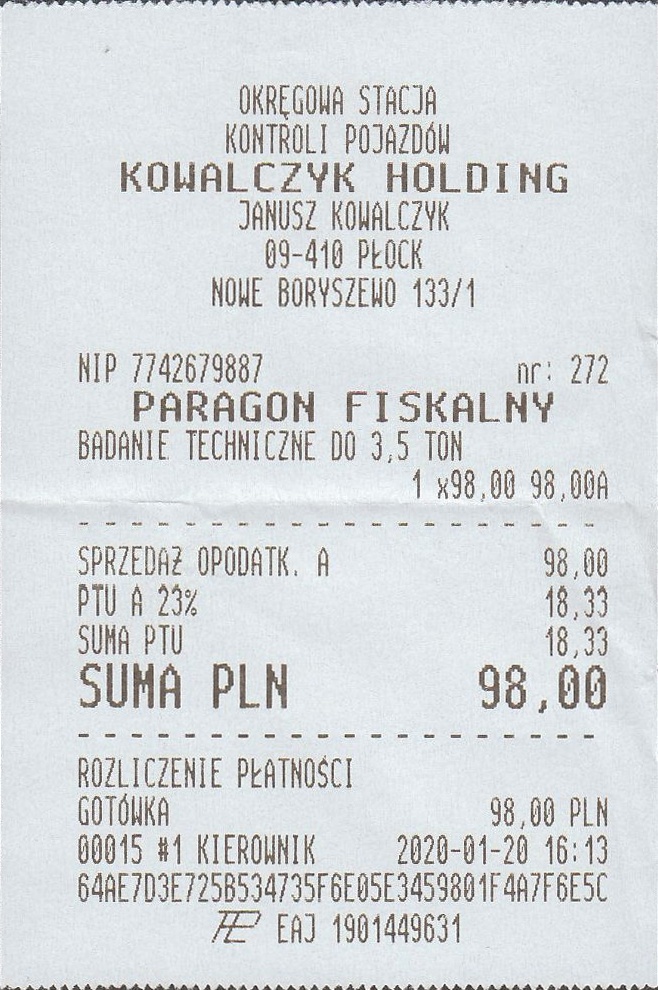 OKRĘGOWA STACJA
KONTROLI POJAZDÓW
KOWALCZYK HOLDING
JANUSZ KOWALCZYK
09-410 PŁOCK
NOWE BORYSZEWO 133/1
NIP 7742679887 nr: 272
PARAGON FISKALNY
BADANIE TECHNICZNE DO 3,5 TON
1 x98,00 98,00A
SPRZEDAŻ OPODATK. A 98,00
PTU A 23% 18,33
SUMA PTU 18,33
SUMA PLN 98,00
ROZLICZENIE PŁATNOŚCI
GOTÓWKA 98,00 PLN
00015 #1 KIEROWNIK 2020-01-20 16:13
64AE7D3E725B534735F6E05E3459801F4A7F6E5C
EAJ 1901449631